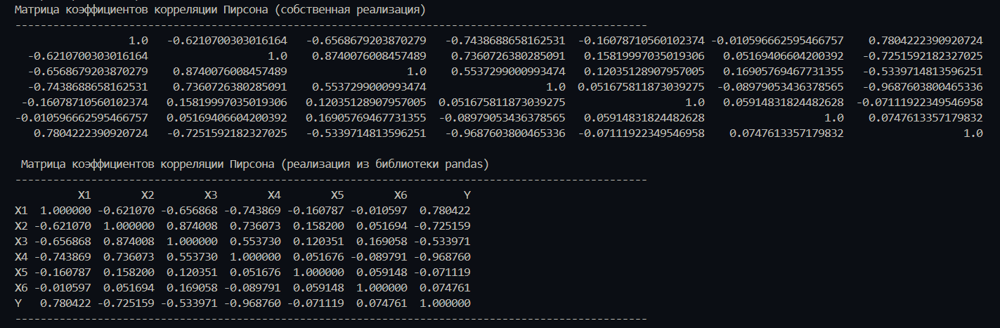 Матрица коэффициентов корреляции Пирсона (собственная реализация)
----------------------------------------------------------------------------------------------------
1.0 -0.6210700303016164 -0.6568679203870279 -0.7438688658162531 -0.16078710560102374 -0.010596662595466757 0.7804222390920724
-0.6210700303016164 1.0 0.8740076008457489 0.7360726380285091 0.15819997035019306 0.05169406604200392 -0.7251592182327025
-0.6568679203870279 0.8740076008457489 1.0 0.5537299000993474 0.12035128907957005 0.16905769467731355 -0.5339714813596251
-0.7438688658162531 0.7360726380285091 0.5537299000993474 1.0 0.051675811873039275 -0.08979053436378565 -0.9687603800465336
-0.16078710560102374 0.15819997035019306 0.12035128907957005 0.051675811873039275 1.0 0.05914831824482628 -0.07111922349546958
-0.010596662595466757 0.05169406604200392 0.16905769467731355 -0.08979053436378565 0.05914831824482628 1.0 0.0747613357179832
0.7804222390920724 -0.7251592182327025 -0.5339714813596251 -0.9687603800465336 -0.07111922349546958 0.0747613357179832 1.0
Матрица коэффициентов корреляции Пирсона (реализация из библиотеки pandas)
----------------------------------------------------------------------------------------------------
X1 X2 X3 X4 X5 X6 Y
X1 1.000000 -0.621070 -0.656868 -0.743869 -0.160787 -0.010597 0.780422
X2 -0.621070 1.000000 0.874008 0.736073 0.158200 0.051694 -0.725159
X3 -0.656868 0.874008 1.000000 0.553730 0.120351 0.169058 -0.533971
X4 -0.743869 0.736073 0.553730 1.000000 0.051676 -0.089791 -0.968760
X5 -0.160787 0.158200 0.120351 0.051676 1.000000 0.059148 -0.071119
X6 -0.010597 0.051694 0.169058 -0.089791 0.059148 1.000000 0.074761
Y 0.780422 -0.725159 -0.533971 -0.968760 -0.071119 0.074761 1.000000
----------------------------------------------------------------------------------------------------